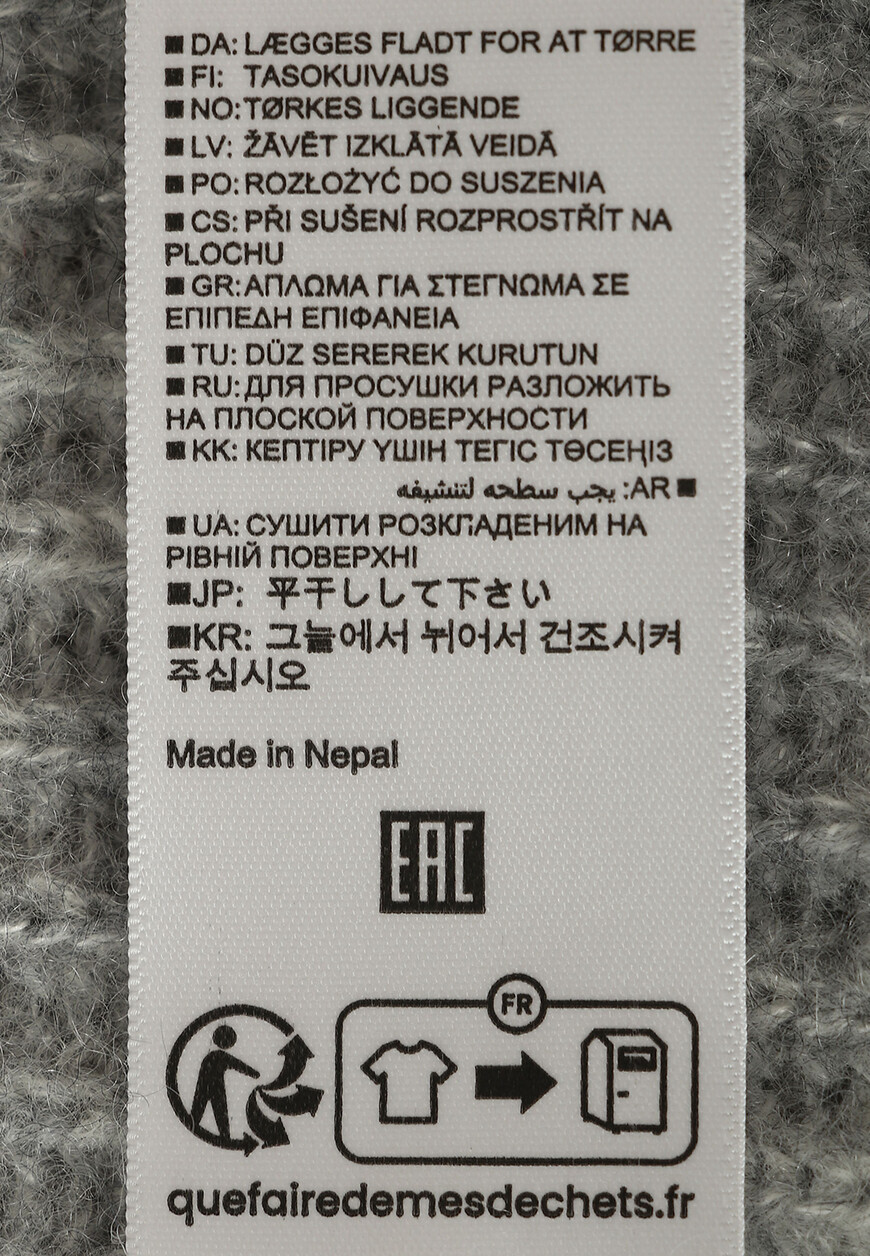 ■ DA: LÆGGES FLADT FOR AT TØRRE
■ FI: TASOKUIVAUS
■ NO:TØRKES LIGGENDE
■ LV: ŽĀVĒT IZKLĀTĀ VEIDĀ
■ PO: ROZŁOŻYĆ DO SUSZENIA
■ CS: PŘI SUŠENÍ ROZPROSTŘÍT NA
PLOCHU
■ GR:ΑΠΛΩΜΑ ΓΙΑ ΣΤΕΓΝΩΜΑ ΣΕ
ΕΠΙΠΕΔΗ ΕΠΙΦΑΝΕΙΑ
■ TU: DÜZ SEREREK KURUTUN
■ RU:ДЛЯ ПРОСУШКИ РАЗЛОЖИТЬ
НА ПЛОСКОЙ ПОВЕРХНОСТИ
■ KK: КЕПТІРУ ҮШІН ТЕГІС ТӨСЕҢІЗ
■ AR: يجب سطحه لتنشيفه
■ UA: СУШИТИ РОЗКЛАДЕНИМ НА
РІВНІЙ ПОВЕРХНІ
■JP: 平干ししして下さい
■KR: 그늘에서 뉘어서 건조시켜
주십시오
Made in Nepal
EAC
FR
quefairedemesdechets.fr